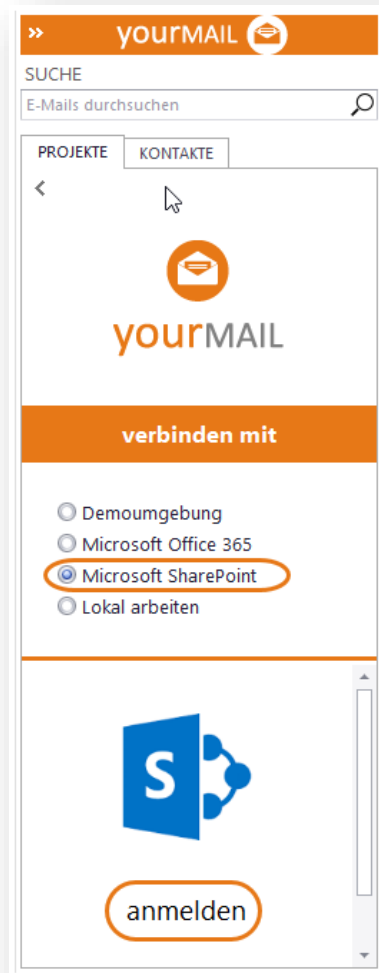 » yourMAIL
SUCHE
E-Mails durchsuchen
PROJEKTE KONTAKTE
yourMAIL
verbinden mit
Demoumgebung
Microsoft Office 365
Microsoft SharePoint
Lokal arbeiten
S
anmelden